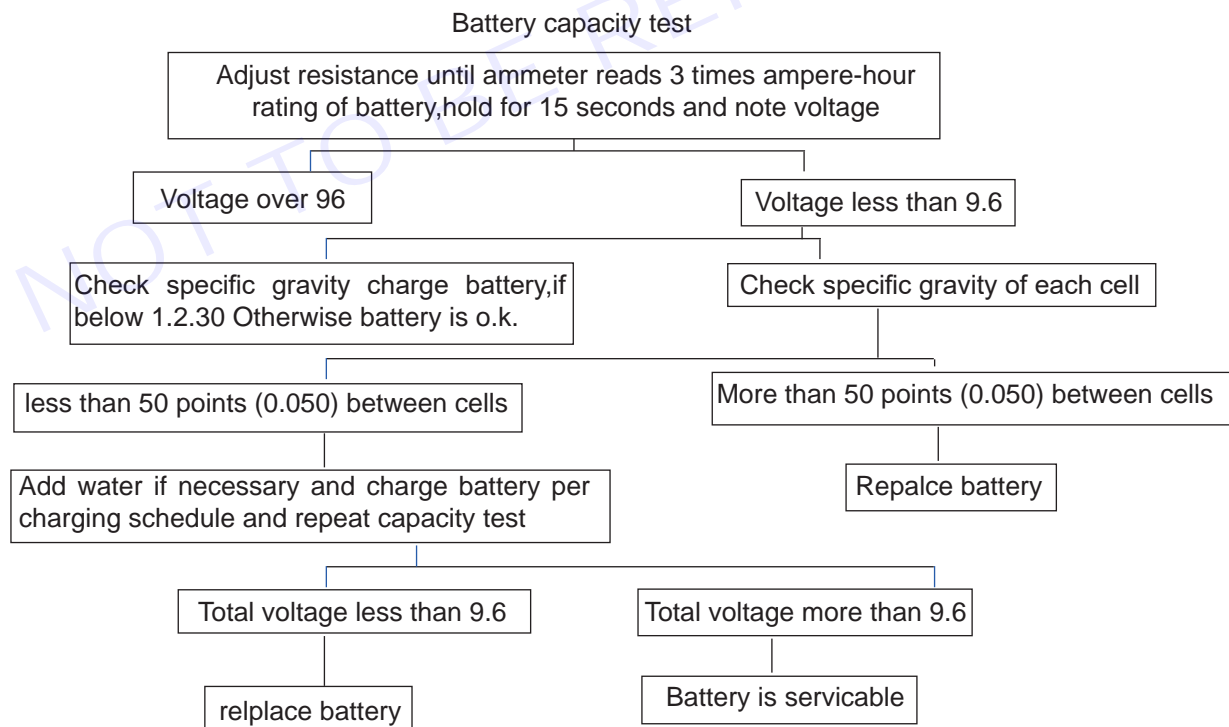 Battery capacity test
Adjust resistance until ammeter reads 3 times ampere-hour
rating of battery,hold for 15 seconds and note voltage
Voltage over 96
Voltage less than 9.6
Check specific gravity charge battery,if
below 1.2.30 Otherwise battery is o.k.
Check specific gravity of each cell
less than 50 points (0.050) between cells
More than 50 points (0.050) between cells
Add water if necessary and charge battery per
charging schedule and repeat capacity test
Repalce battery
Total voltage less than 9.6
Total voltage more than 9.6
relplace battery
Battery is servicable
NOT TO BE RE